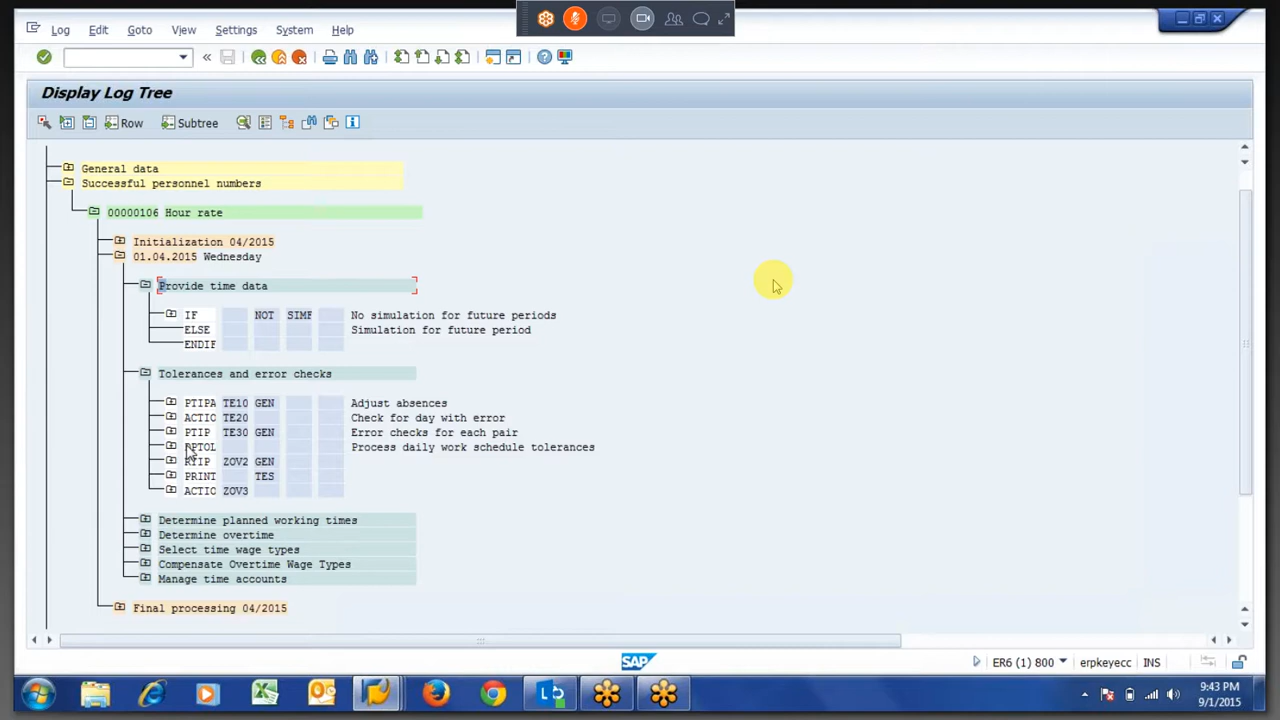 Log Edit Goto View Settings System Help
Display Log Tree
Row Subtree
General data
Successful personnel numbers
00000106 Hour rate
Initialization 04/2015
01.04.2015 Wednesday
Provide time data
IF NOT SIMF No simulation for future periods
ELSE Simulation for future period
ENDIF
Tolerances and error checks
PTIPA TE10 GEN Adjust absences
ACTIO TE20 Check for day with error
PTIP TE30 GEN Error checks for each pair
DPTOL Process daily work schedule tolerances
RTIP ZOV2 GEN
PRINT TES
ACTIO ZOV3
Determine planned working times
Determine overtime
Select time wage types
Compensate Overtime Wage Types
Manage time accounts
Final processing 04/2015
SAP
ER6 (1) 800 erpkeyecc INS
9:43 PM
9/1/2015